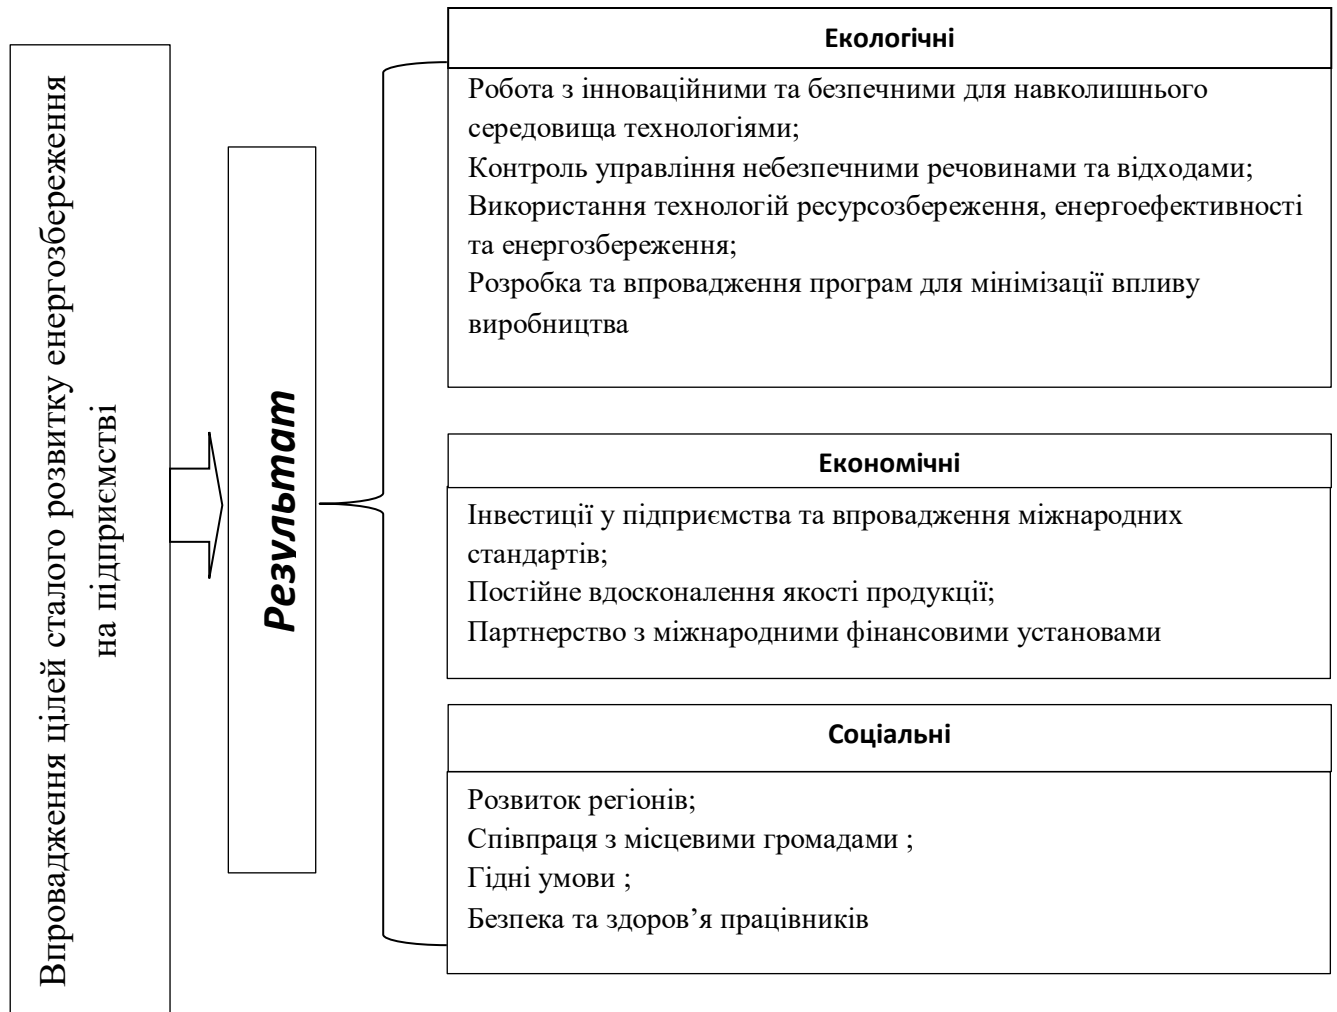 Впровадження цілей сталого розвитку енергозбереження
на підприємстві
Результат
Екологічні
Робота з інноваційними та безпечними для навколишнього
середовища технологіями;
Контроль управління небезпечними речовинами та відходами;
Використання технологій ресурсозбереження, енергоефективності
та енергозбереження;
Розробка та впровадження програм для мінімізації впливу
виробництва
Економічні
Інвестиції у підприємства та впровадження міжнародних
стандартів;
Постійне вдосконалення якості продукції;
Партнерство з міжнародними фінансовими установами
Соціальні
Розвиток регіонів;
Співпраця з місцевими громадами ;
Гідні умови ;
Безпека та здоров’я працівників